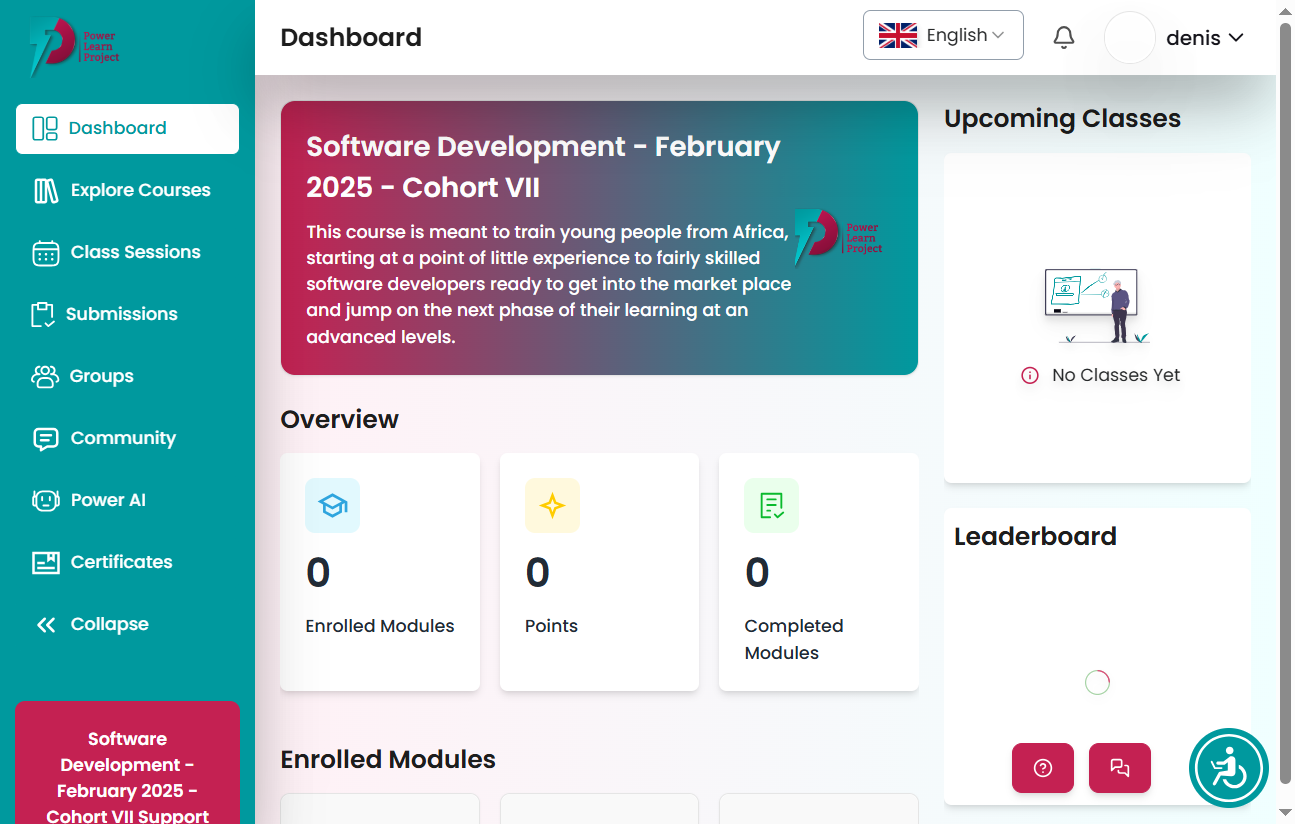 Power
Learn
Project
Dashboard
Explore Courses
Class Sessions
Submissions
Groups
Community
Power AI
Certificates
Collapse
Software
Development -
February 2025 -
Cohort VII Support
Dashboard
English
denis
Software Development - February
2025 - Cohort VII
This course is meant to train young people from Africa,
starting at a point of little experience to fairly skilled
software developers ready to get into the market place
and jump on the next phase of their learning at an
advanced levels.
Power
Learn
Project
Overview
0
Enrolled Modules
0
Points
0
Completed
Modules
Enrolled Modules
Upcoming Classes
No Classes Yet
Leaderboard